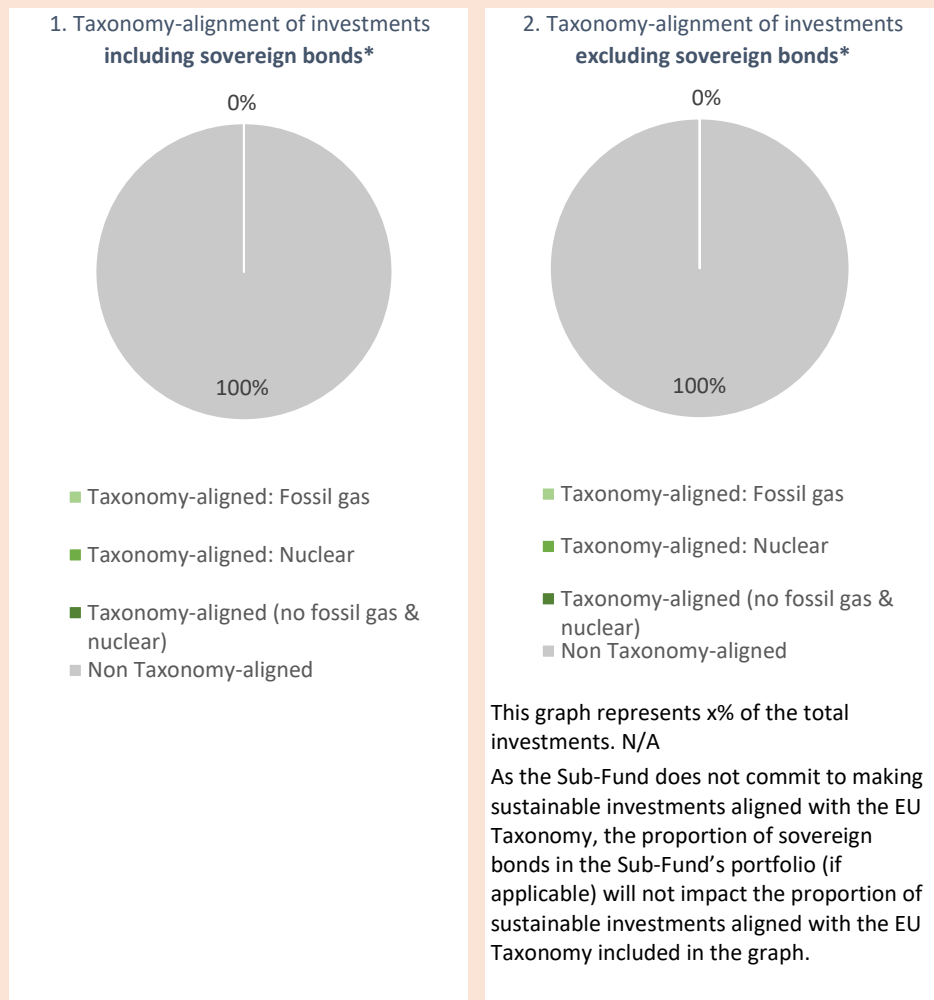 1. Taxonomy-alignment of investments
including sovereign bonds*
0%
100%
Taxonomy-aligned: Fossil gas
Taxonomy-aligned: Nuclear
Taxonomy-aligned (no fossil gas &
nuclear)
Non Taxonomy-aligned
2. Taxonomy-alignment of investments
excluding sovereign bonds*
0%
100%
Taxonomy-aligned: Fossil gas
Taxonomy-aligned: Nuclear
Taxonomy-aligned (no fossil gas &
nuclear)
Non Taxonomy-aligned
This graph represents x% of the total
investments. N/A
As the Sub-Fund does not commit to making
sustainable investments aligned with the EU
Taxonomy, the proportion of sovereign
bonds in the Sub-Fund’s portfolio (if
applicable) will not impact the proportion of
sustainable investments aligned with the EU
Taxonomy included in the graph.